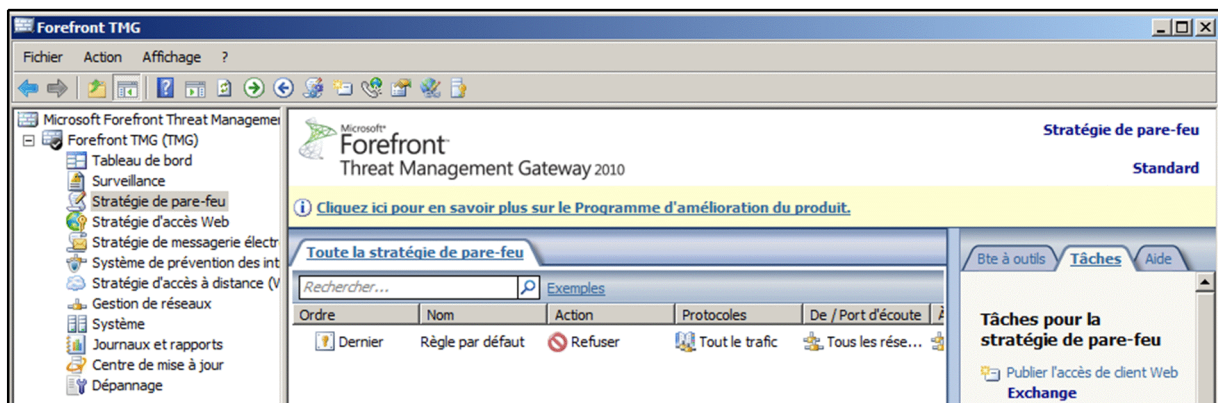 Forefront TMG
Fichier Action Affichage ?
Microsoft Forefront Threat Managemen
Forefront TMG (TMG)
Tableau de bord
Surveillance
Stratégie de pare-feu
Stratégie d'accès Web
Stratégie de messagerie électr
Système de prévention des int
Stratégie d'accès à distance (V
Gestion de réseaux
Système
Journaux et rapports
Centre de mise à jour
Dépannage
Microsoft
Forefront
Threat Management Gateway 2010
Stratégie de pare-feu
Standard
Cliquez ici pour en savoir plus sur le Programme d'amélioration du produit.
Toute la stratégie de pare-feu
Rechercher... Exemples
Ordre Nom Action Protocoles De / Port d'écoute À
Dernier Règle par défaut Refuser Tout le trafic Tous les rése...
Bte à outils Tâches Aide
Tâches pour la
stratégie de pare-feu
Publier l'accès de client Web
Exchange